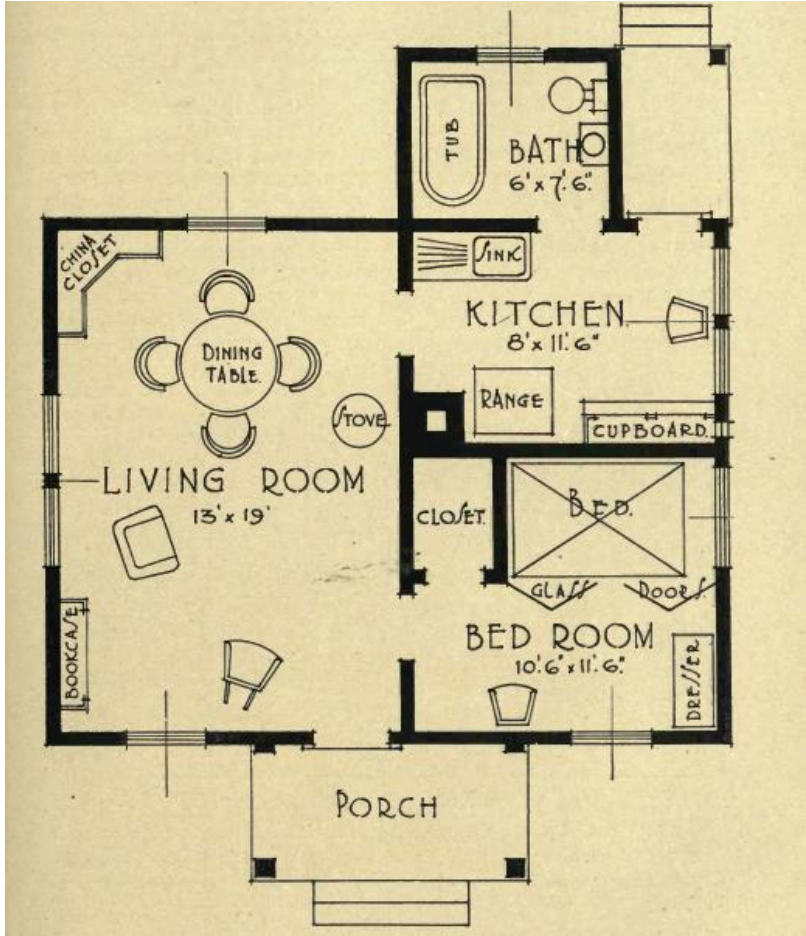 TUB
BATH
6' x 7'.6"
CHINA
CLOSET
SINK
KITCHEN
8' x 11'.6"
DINING
TABLE
STOVE
RANGE
CUPBOARD
LIVING ROOM
13' x 19'
CLOSET
BED
GLASS DOORS
BED ROOM
10'.6" x 11'.6"
BOOKCASE
DRESSER
PORCH